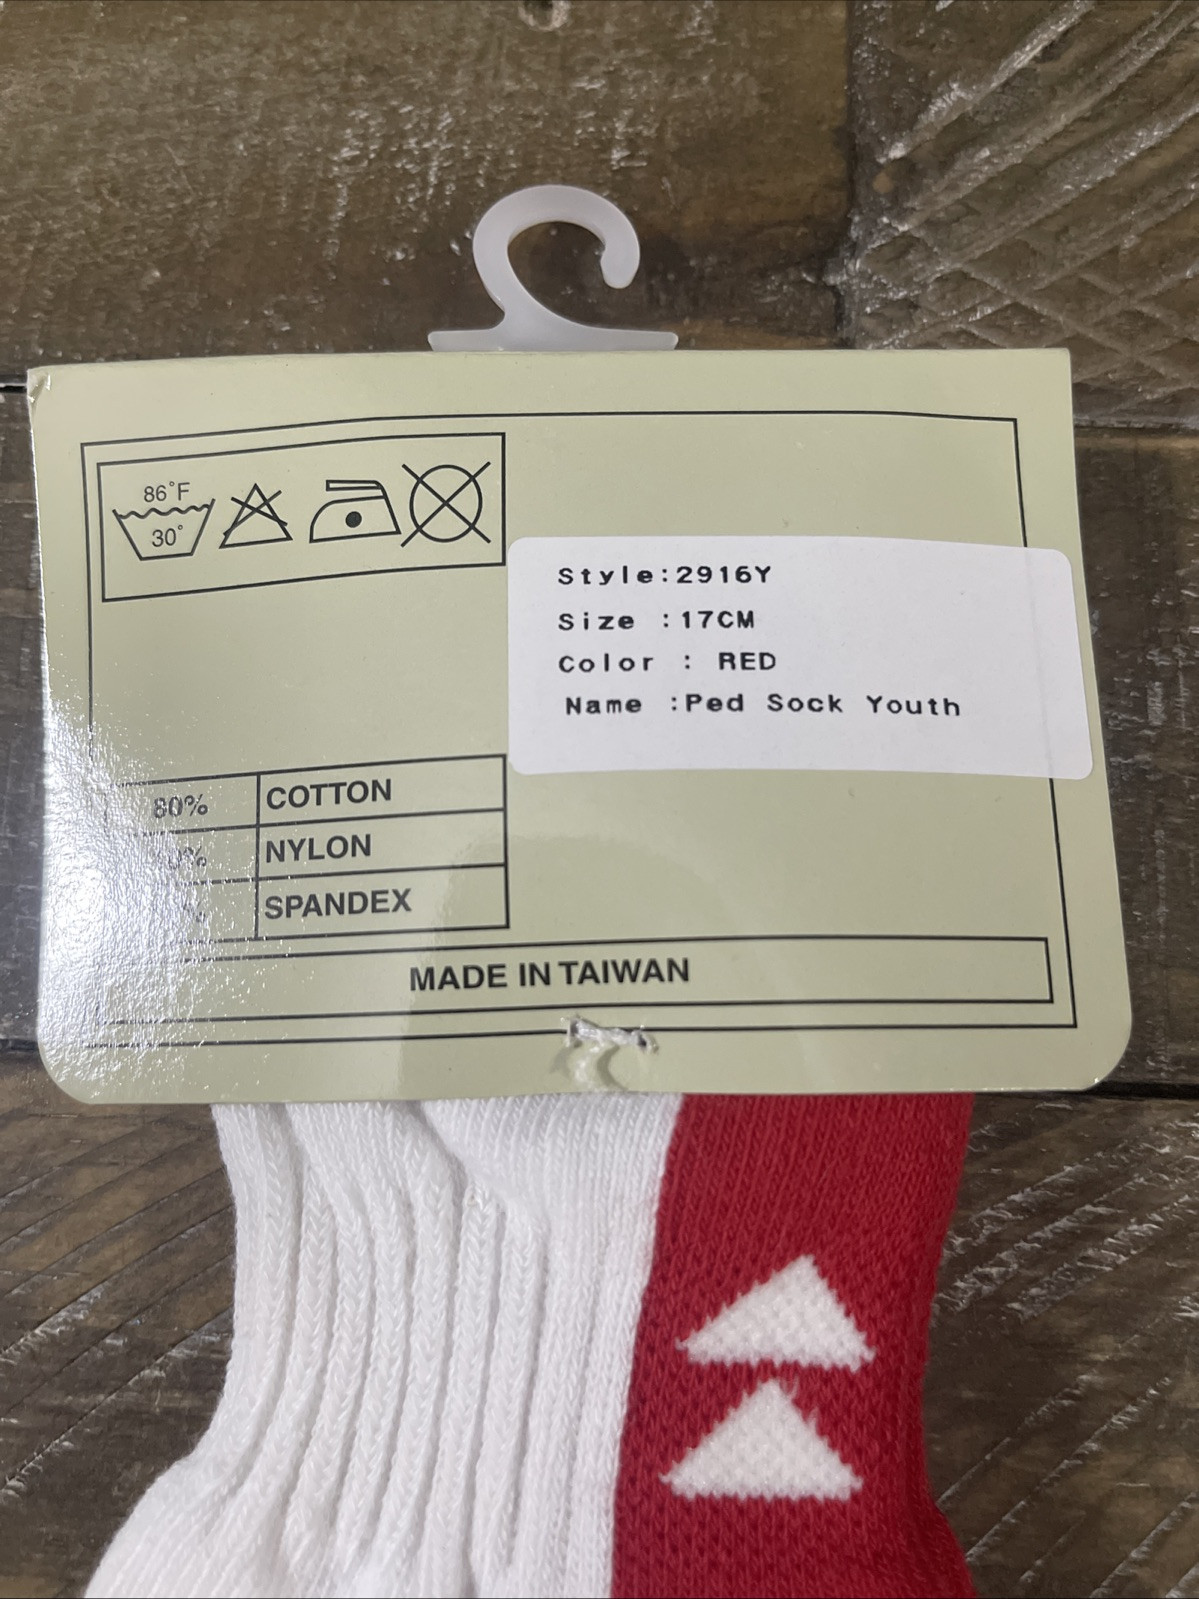 86°F
30°
Style:2916Y
Size :17CM
Color : RED
Name :Ped Sock Youth
80% COTTON
NYLON
SPANDEX
MADE IN TAIWAN